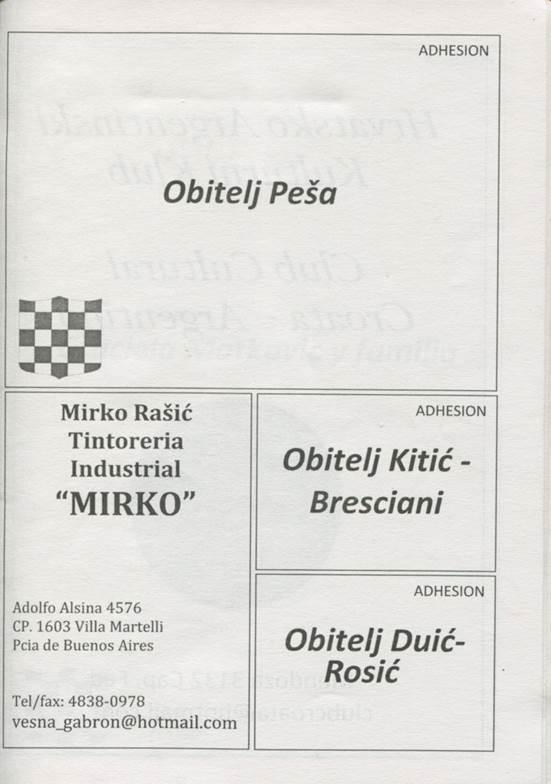 ADHESION
Obitelj Peša
Mirko Rašić
Tintoreria
Industrial
“MIRKO”
Adolfo Alsina 4576
CP. 1603 Villa Martelli
Pcia de Buenos Aires
Tel/fax: 4838-0978
vesna_gabron@hotmail.com
ADHESION
Obitelj Kitić -
Bresciani
ADHESION
Obitelj Duić-
Rosić